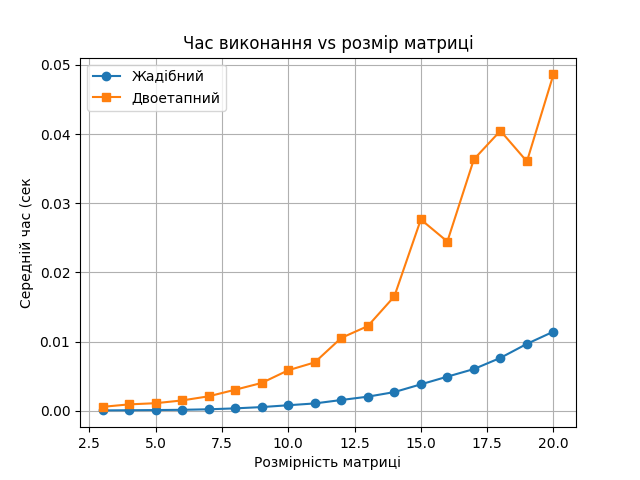 Час виконання vs розмір матриці
Жадібний
Двоетапний
Середній час (сек
0.05
0.04
0.03
0.02
0.01
0.00
2.5 5.0 7.5 10.0 12.5 15.0 17.5 20.0
Розмірність матриці